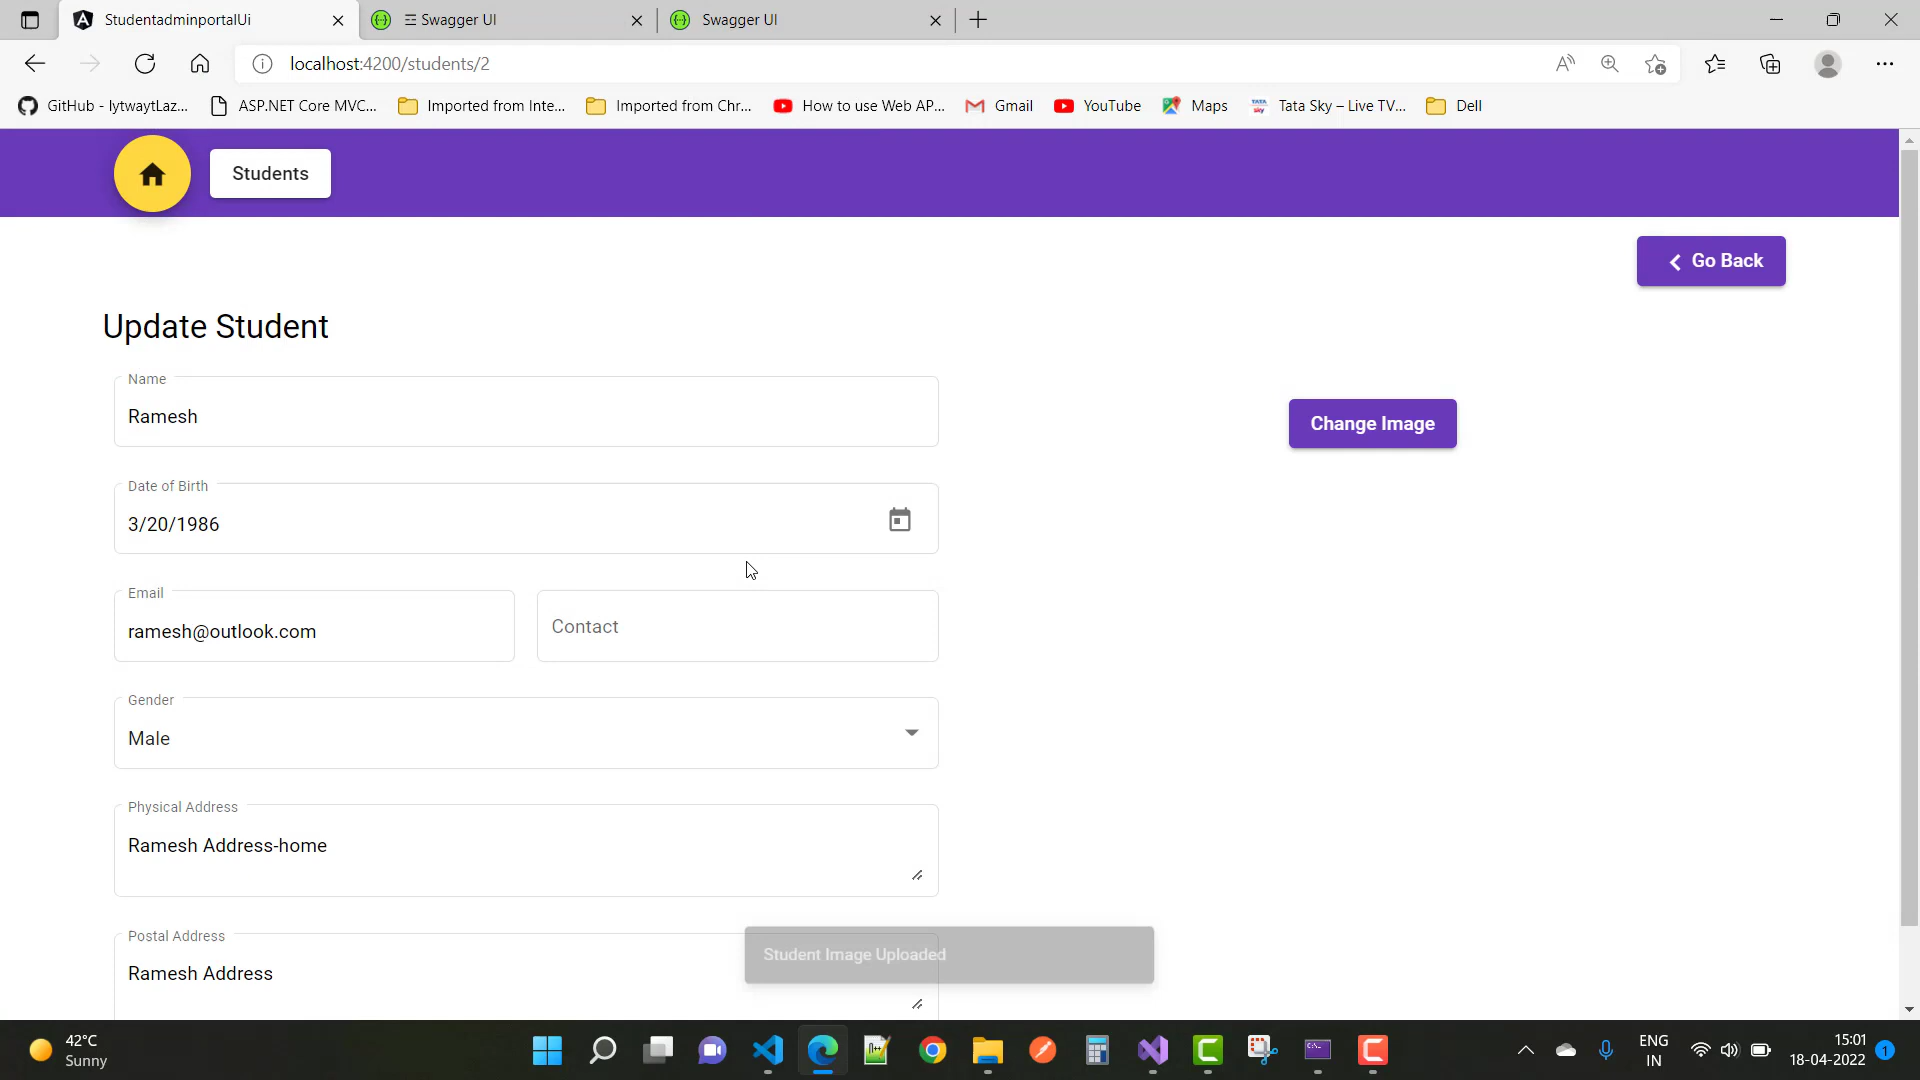 StudentadminportalUi
Swagger UI
Swagger UI
localhost:4200/students/2
GitHub - lytwaytLaz...
ASP.NET Core MVC...
Imported from Inte...
Imported from Chr...
How to use Web AP...
Gmail
YouTube
Maps
TATA sky
Tata Sky – Live TV...
Dell
Students
Go Back
Update Student
Name
Ramesh
Change Image
Date of Birth
3/20/1986
Email
ramesh@outlook.com
Contact
Gender
Male
Physical Address
Ramesh Address-home
Postal Address
Ramesh Address
Student Image Uploaded
42°C
Sunny
ENG
IN
15:01
18-04-2022
1